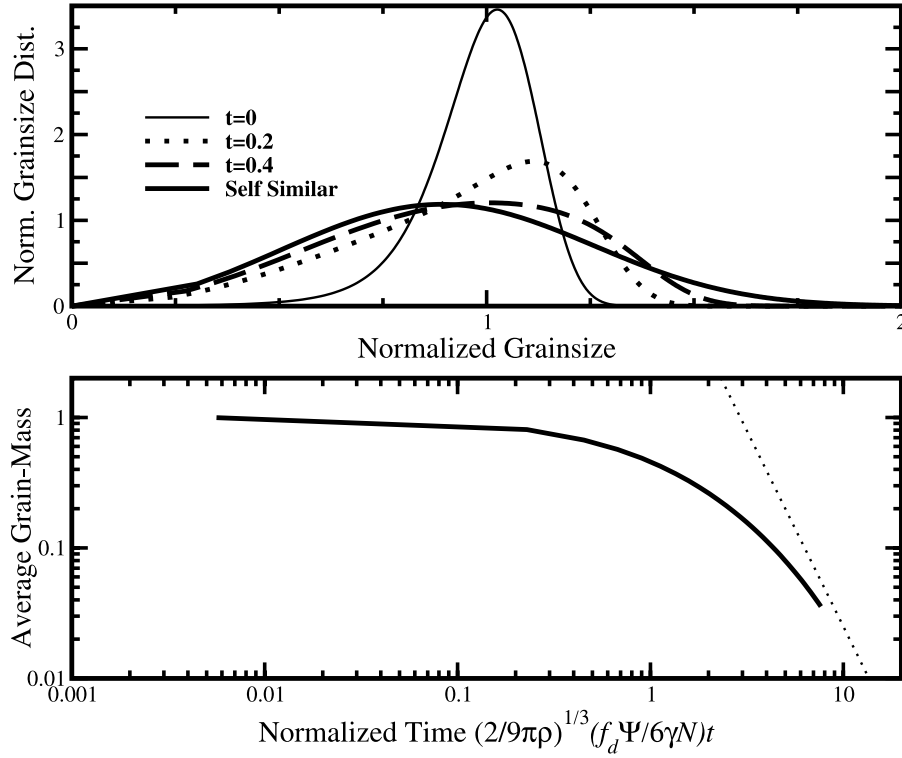 Norm. Grainsize Dist.
3
2
1
0
t=0
t=0.2
t=0.4
Self Similar
0
1
2
Normalized Grainsize
Average Grain-Mass
1
0.1
0.01
0.001
0.01
0.1
1
10
Normalized Time (2/9πρ)^1/3 (f_dΨ/6γN)t